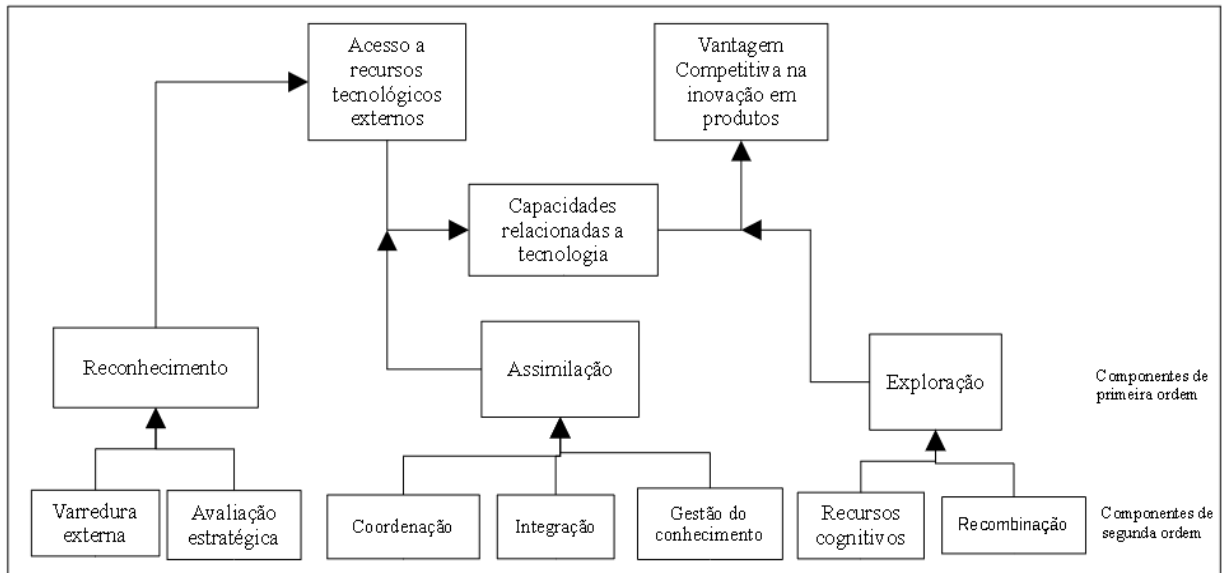 Acesso a
recursos
tecnológicos
externos
Vantagem
Competitiva na
inovação em
produtos
Capacidades
relacionadas a
tecnologia
Reconhecimento
Assimilação
Exploração
Componentes de
primeira ordem
Varredura
externa
Avaliação
estratégica
Coordenação
Integração
Gestão do
conhecimento
Recursos
cognitivos
Recombinação
Componentes de
segunda ordem